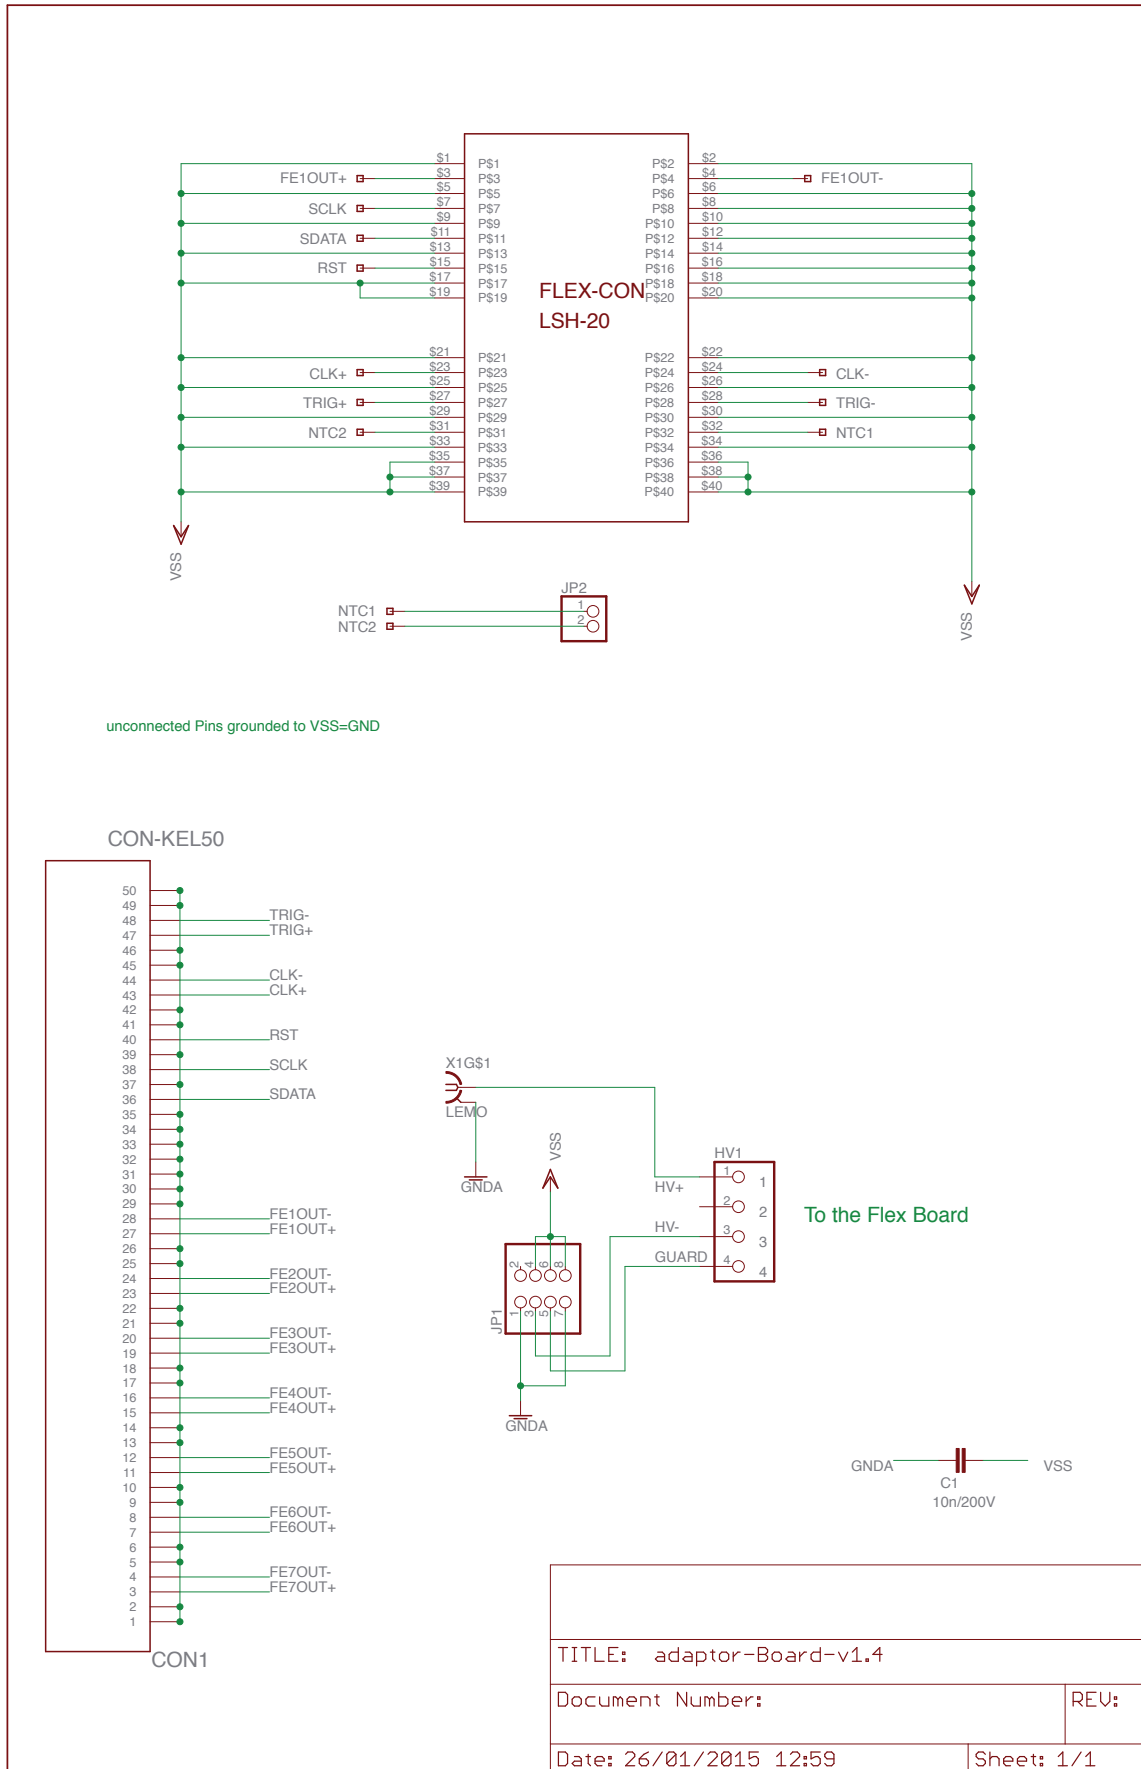 FLEX-CON
LSH-20
$1 P$1 P$2 $2
FE1OUT+ $3 P$3 P$4 $4 FE1OUT-
$5 P$5 P$6 $6
SCLK $7 P$7 P$8 $8
$9 P$9 P$10 $10
SDATA $11 P$11 P$12 $12
$13 P$13 P$14 $14
RST $15 P$15 P$16 $16
$17 P$17 P$18 $18
$19 P$19 P$20 $20
$21 P$21 P$22 $22
CLK+ $23 P$23 P$24 $24 CLK-
$25 P$25 P$26 $26
TRIG+ $27 P$27 P$28 $28 TRIG-
$29 P$29 P$30 $30
NTC2 $31 P$31 P$32 $32 NTC1
$33 P$33 P$34 $34
$35 P$35 P$36 $36
$37 P$37 P$38 $38
$39 P$39 P$40 $40
VSS
VSS
JP2
NTC1 1
NTC2 2
unconnected Pins grounded to VSS=GND
CON-KEL50
50
49
48 TRIG-
47 TRIG+
46
45
44 CLK-
43 CLK+
42
41
40 RST
39
38 SCLK
37
36 SDATA
35
34
33
32
31
30
29
28 FE1OUT-
27 FE1OUT+
26
25
24 FE2OUT-
23 FE2OUT+
22
21
20 FE3OUT-
19 FE3OUT+
18
17
16 FE4OUT-
15 FE4OUT+
14
13
12 FE5OUT-
11 FE5OUT+
10
9
8 FE6OUT-
7 FE6OUT+
6
5
4 FE7OUT-
3 FE7OUT+
2
1
CON1
X1G$1
LEMO
GNDA
VSS
HV1
HV+ 1 1
2 2
HV- 3 3
GUARD 4 4
To the Flex Board
2 4 6 8
JP1 1 3 5 7
GNDA
GNDA VSS
C1
10n/200V
TITLE: adaptor-Board-v1.4
Document Number:
REV:
Date: 26/01/2015 12:59
Sheet: 1/1